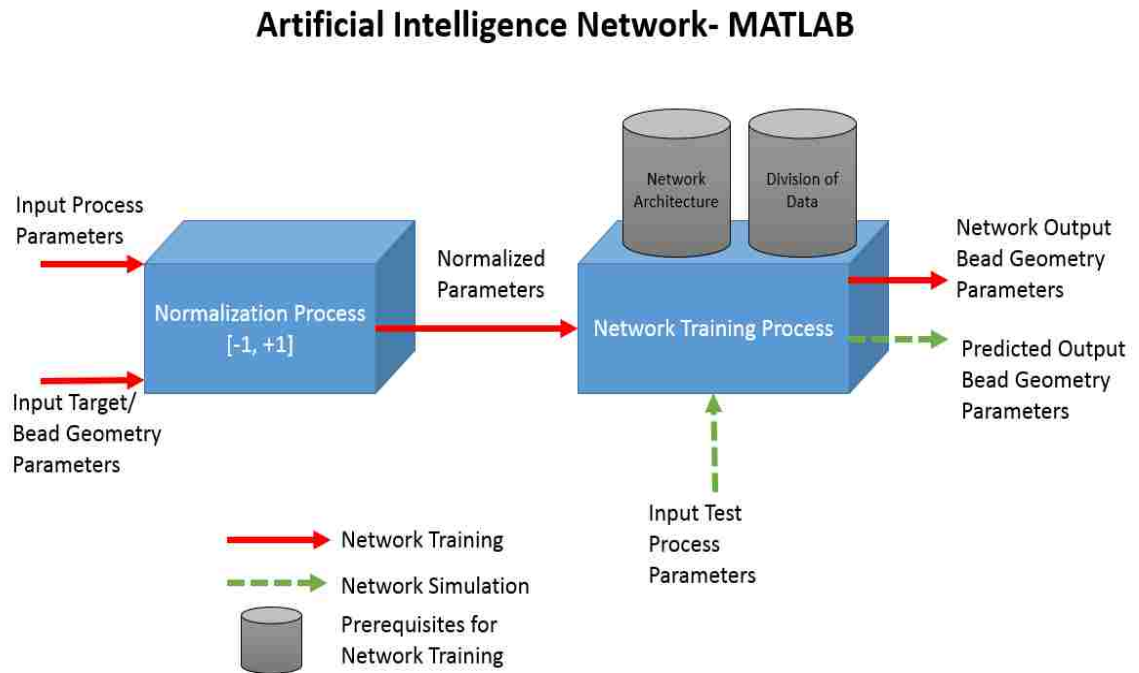 Artificial Intelligence Network- MATLAB
Network
Architecture
Division of
Data
Input Process
Parameters
Normalization Process
[-1, +1]
Input Target/
Bead Geometry
Parameters
Normalized
Parameters
Network Training Process
Network Output
Bead Geometry
Parameters
Predicted Output
Bead Geometry
Parameters
Input Test
Process
Parameters
Network Training
Network Simulation
Prerequisites for
Network Training